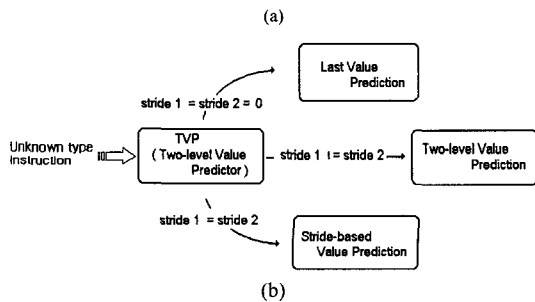 (a)
Last Value
Prediction
stride 1 = stride 2 = 0
Unknown type
instruction
TVP
( Two-level Value
Predictor )
stride 1 != stride 2
Two-level Value
Prediction
stride 1 = stride 2
Stride-based
Value Prediction
(b)